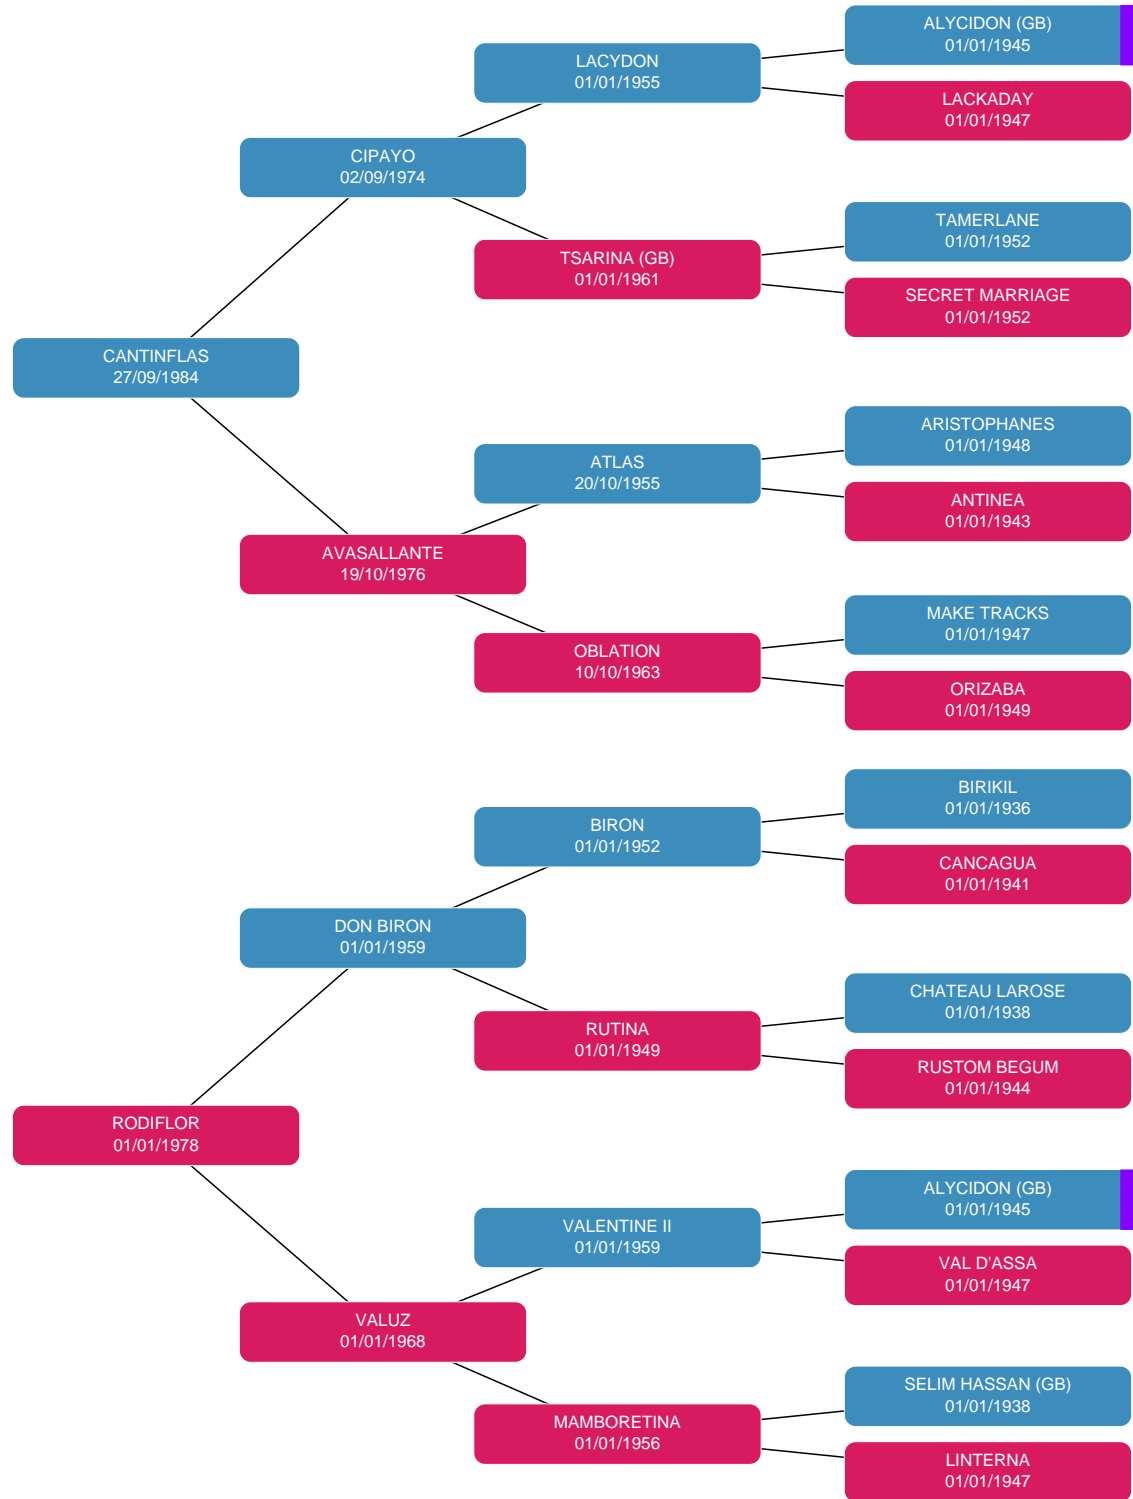 ALYCIDON (GB)
01/01/1945
LACYDON
01/01/1955
LACKADAY
01/01/1947
CIPAYO
02/09/1974
TAMERLANE
01/01/1952
TSARINA (GB)
01/01/1961
SECRET MARRIAGE
01/01/1952
CANTINFLAS
27/09/1984
ARISTOPHANES
01/01/1948
ATLAS
20/10/1955
ANTINEA
01/01/1943
AVASALLANTE
19/10/1976
MAKE TRACKS
01/01/1947
OBLATION
10/10/1963
ORIZABA
01/01/1949
BIRIKIL
01/01/1936
BIRON
01/01/1952
CANCAGUA
01/01/1941
DON BIRON
01/01/1959
CHATEAU LAROSE
01/01/1938
RUTINA
01/01/1949
RUSTOM BEGUM
01/01/1944
RODIFLOR
01/01/1978
ALYCIDON (GB)
01/01/1945
VALENTINE II
01/01/1959
VAL D'ASSA
01/01/1947
VALUZ
01/01/1968
SELIM HASSAN (GB)
01/01/1938
MAMBORETINA
01/01/1956
LINTERNA
01/01/1947